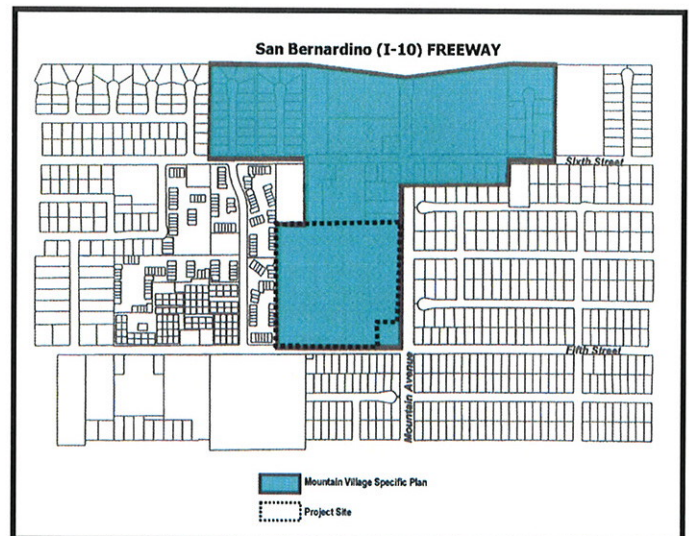 San Bernardino (I-10) FREEWAY
Sixth Street
Fifth Street
Mountain Avenue
Mountain Village Specific Plan
Project Site